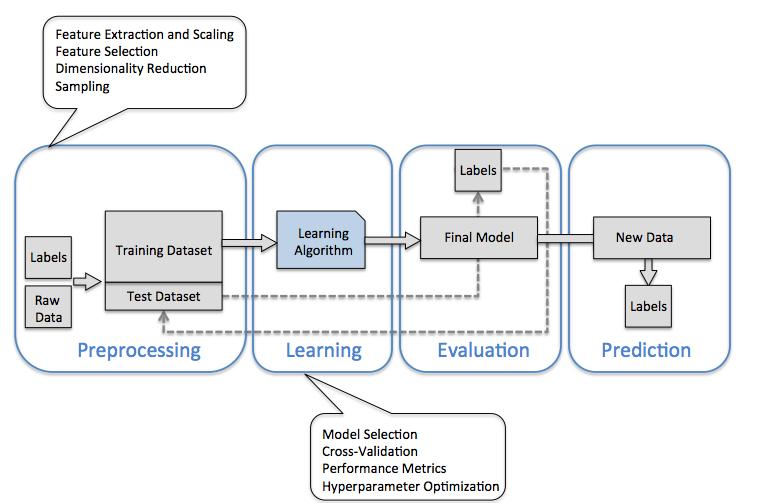 Feature Extraction and Scaling
Feature Selection
Dimensionality Reduction
Sampling
Labels
Raw
Data
Training Dataset
Test Dataset
Preprocessing
Learning
Algorithm
Learning
Labels
Final Model
Evaluation
New Data
Labels
Prediction
Model Selection
Cross-Validation
Performance Metrics
Hyperparameter Optimization